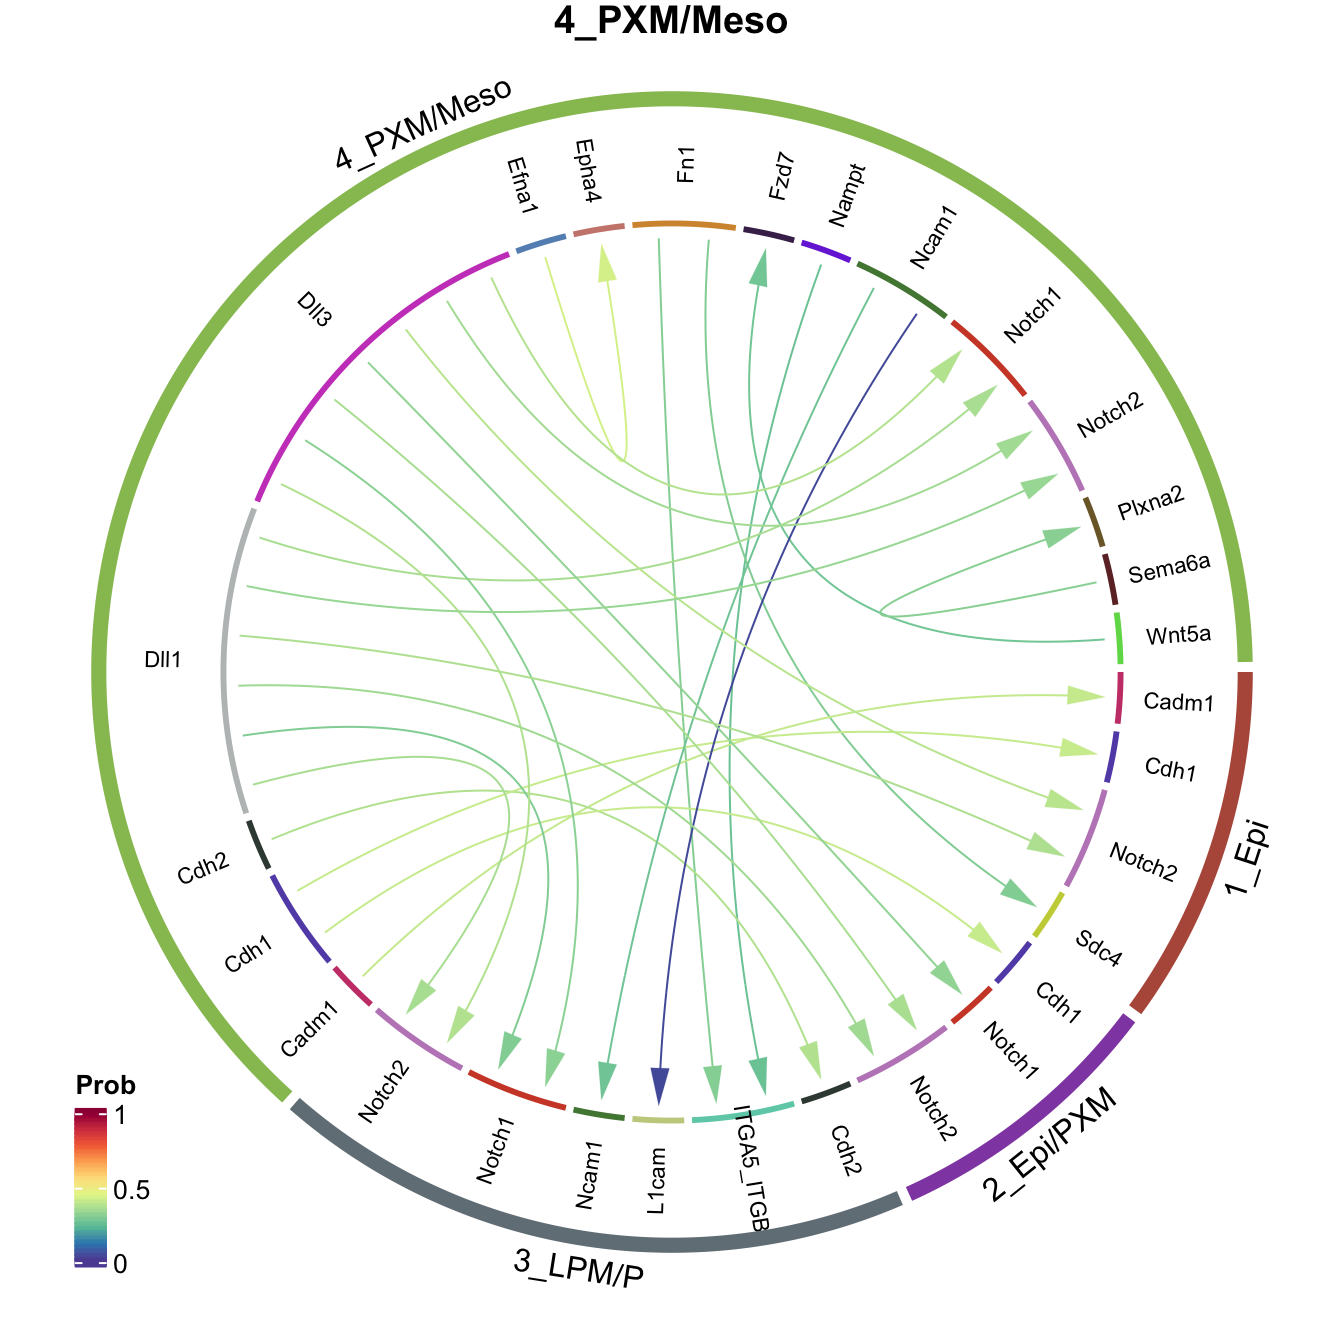 4_PXM/Meso
4_PXM/Meso
Efna1
Epha4
Fn1
Fzd7
Nampt
Ncam1
Notch1
Notch2
Plxna2
Sema6a
Wnt5a
Cadm1
Cdh1
Notch2
Sdc4
1_Epi
Cdh1
Notch1
Notch2
2_Epi/PXM
Cdh2
ITGA5_ITGB
L1cam
Ncam1
Notch1
Notch2
3_LPM/P
Cadm1
Cdh1
Cdh2
Dll1
Dll3
Prob
1
0.5
0